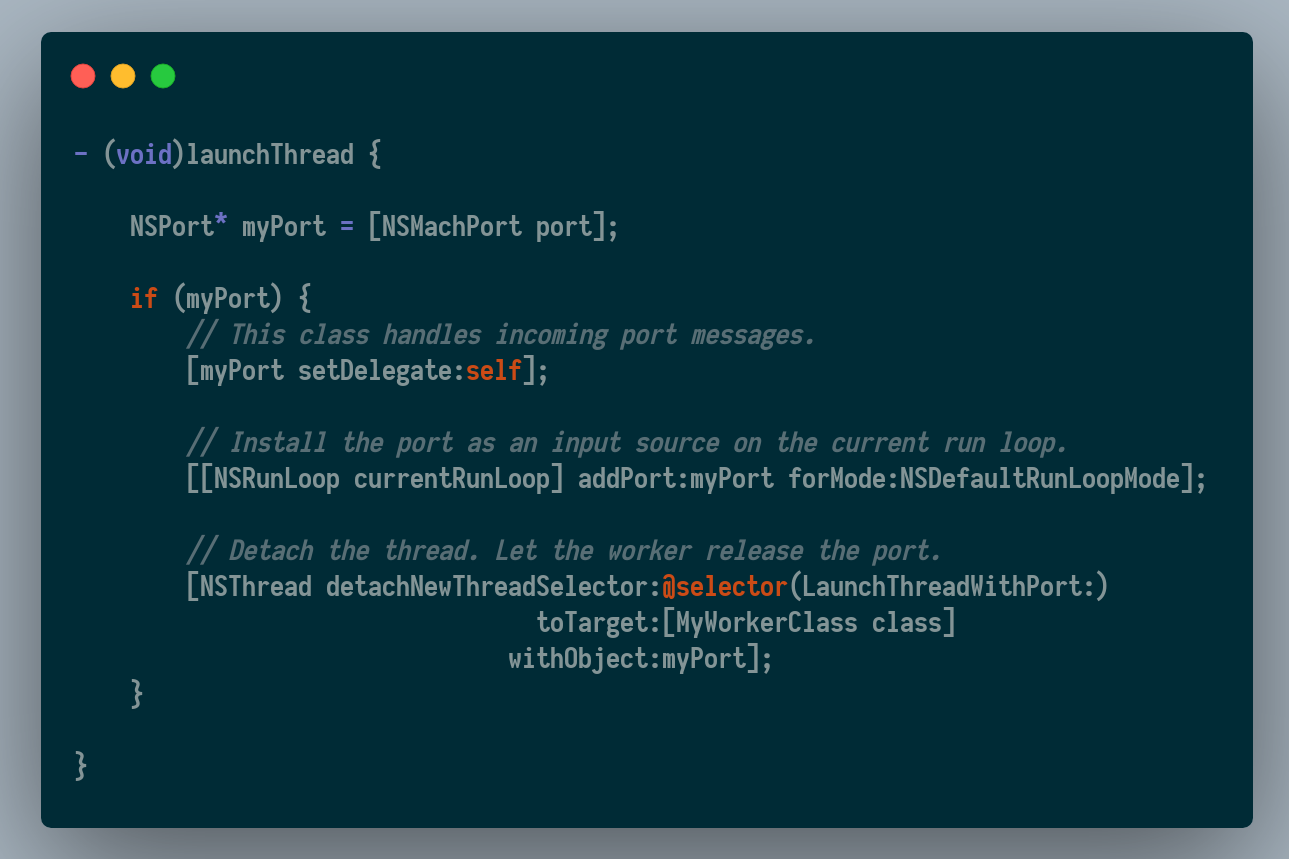 - (void)launchThread {
NSPort* myPort = [NSMachPort port];
if (myPort) {
// This class handles incoming port messages.
[myPort setDelegate:self];
// Install the port as an input source on the current run loop.
[[NSRunLoop currentRunLoop] addPort:myPort forMode:NSDefaultRunLoopMode];
// Detach the thread. Let the worker release the port.
[NSThread detachNewThreadSelector:@selector(LaunchThreadWithPort:)
toTarget:[MyWorkerClass class]
withObject:myPort];
}
}